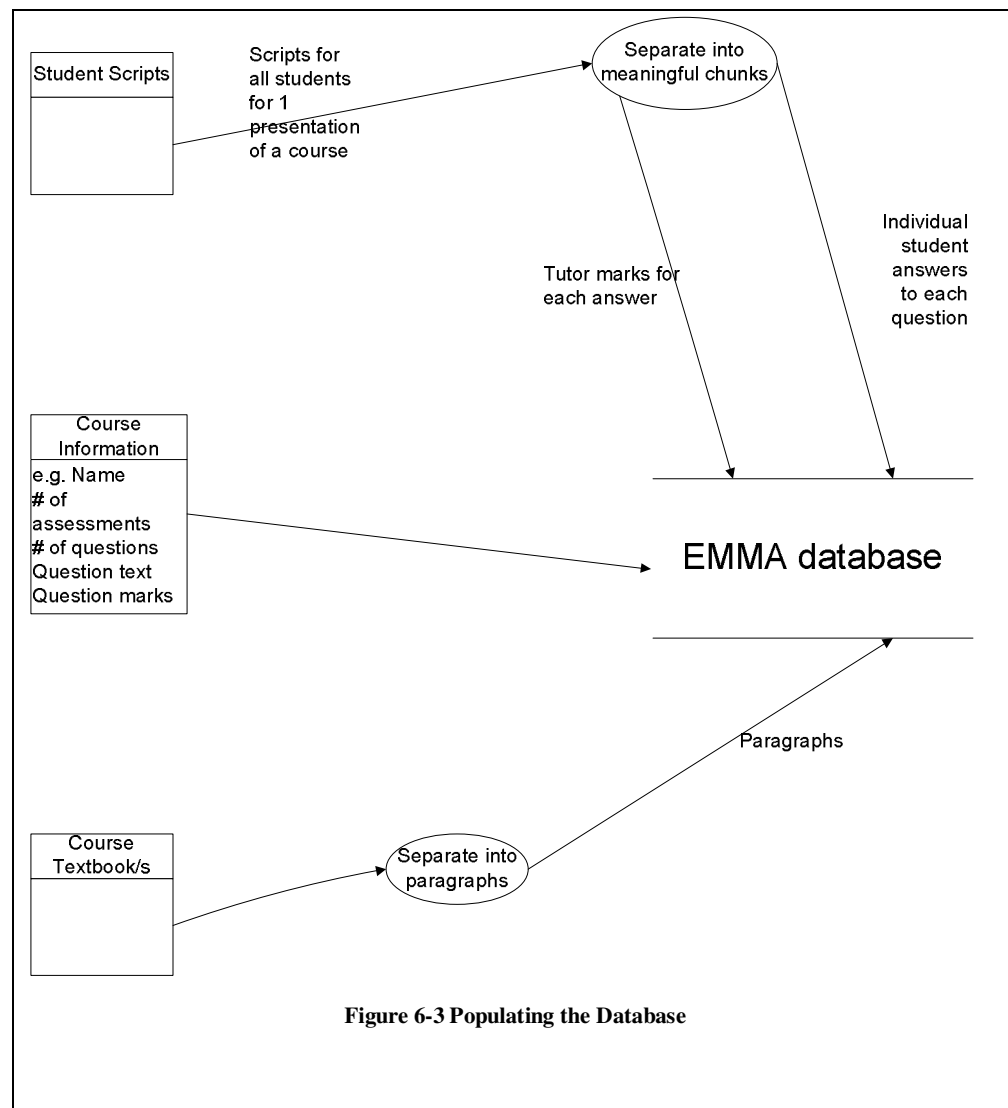 Student Scripts
Scripts for
all students
for 1
presentation
of a course
Separate into
meaningful chunks
Tutor marks for
each answer
Individual
student
answers
to each
question
Course
Information
e.g. Name
# of
assessments
# of questions
Question text
Question marks
EMMA database
Paragraphs
Course
Textbook/s
Separate into
paragraphs
Figure 6-3 Populating the Database